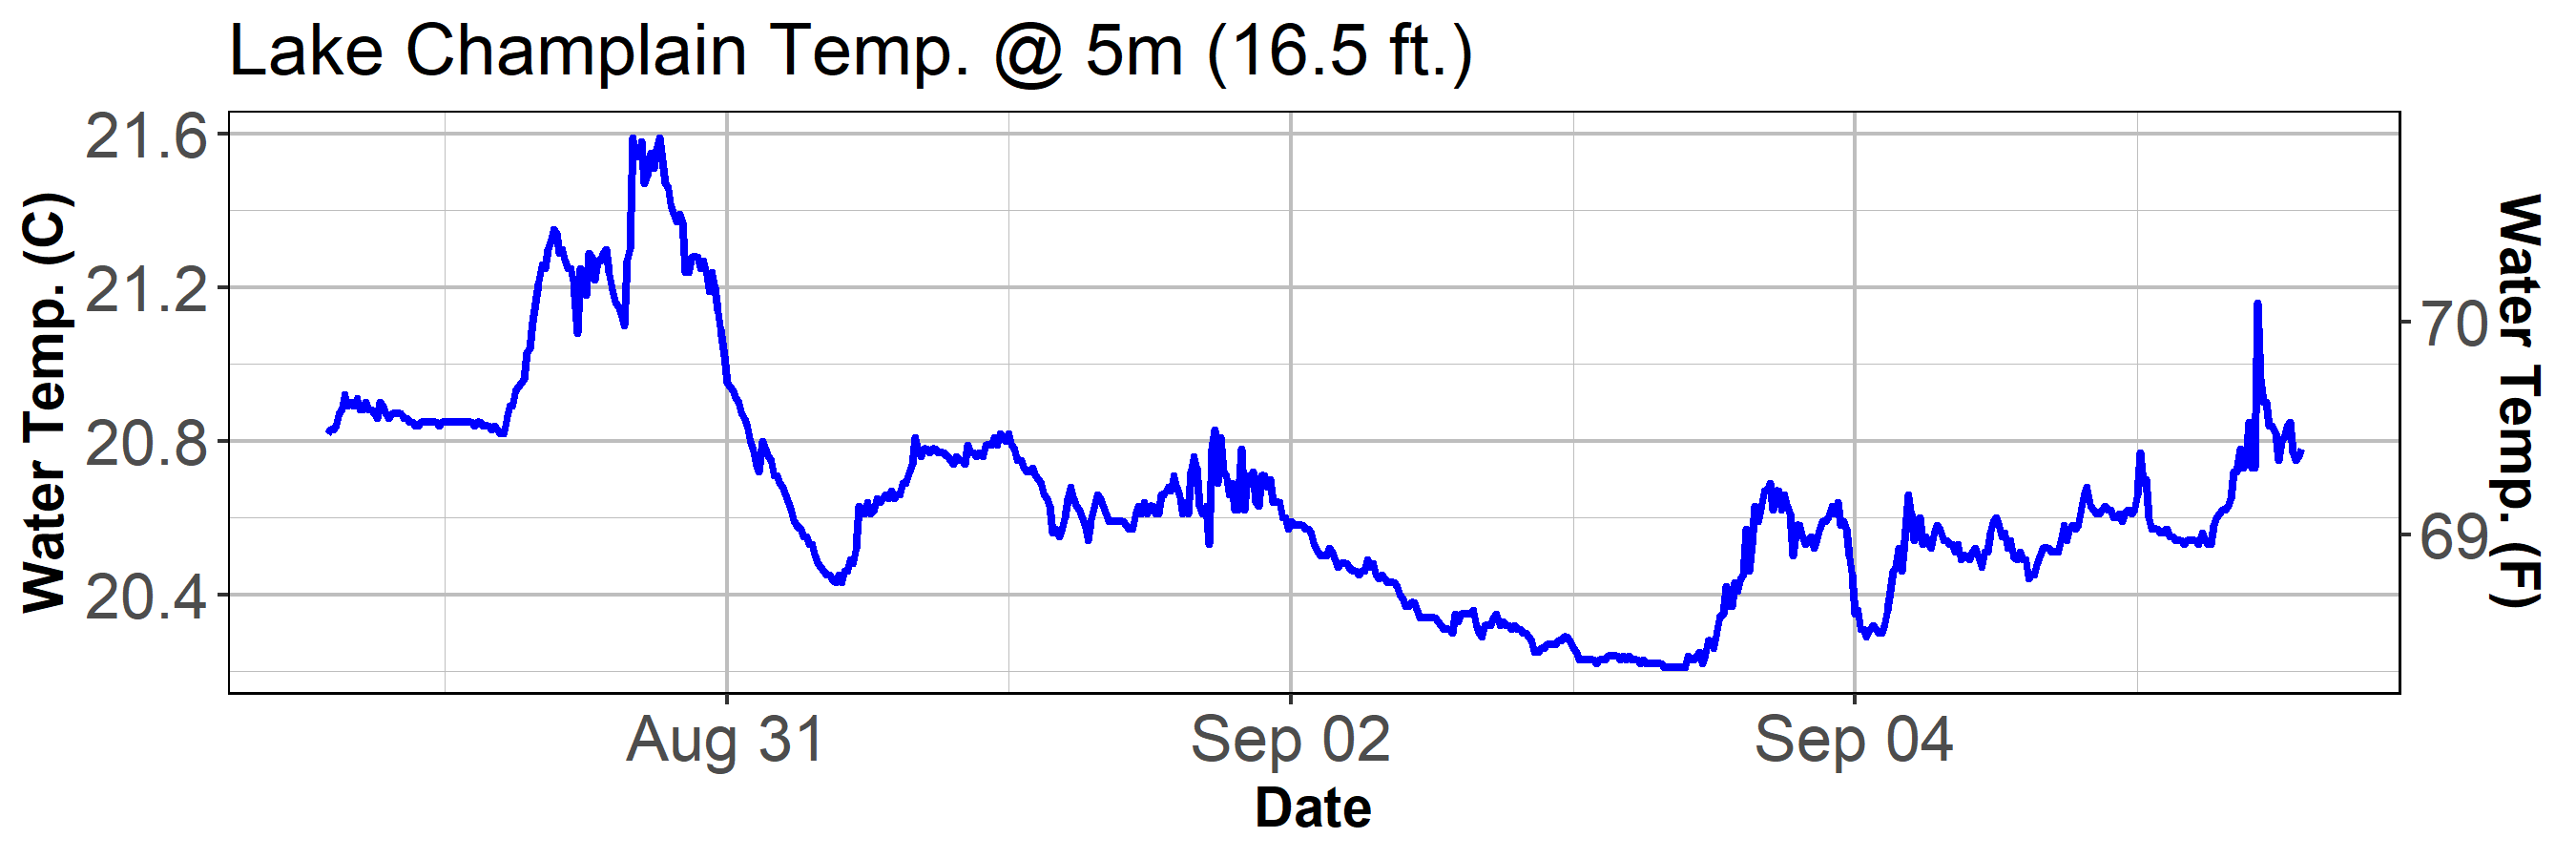 Lake Champlain Temp. @ 5m (16.5 ft.)
Water Temp. (C)
21.6
21.2
20.8
20.4
70
69
Water Temp. (F)
Aug 31
Sep 02
Sep 04
Date